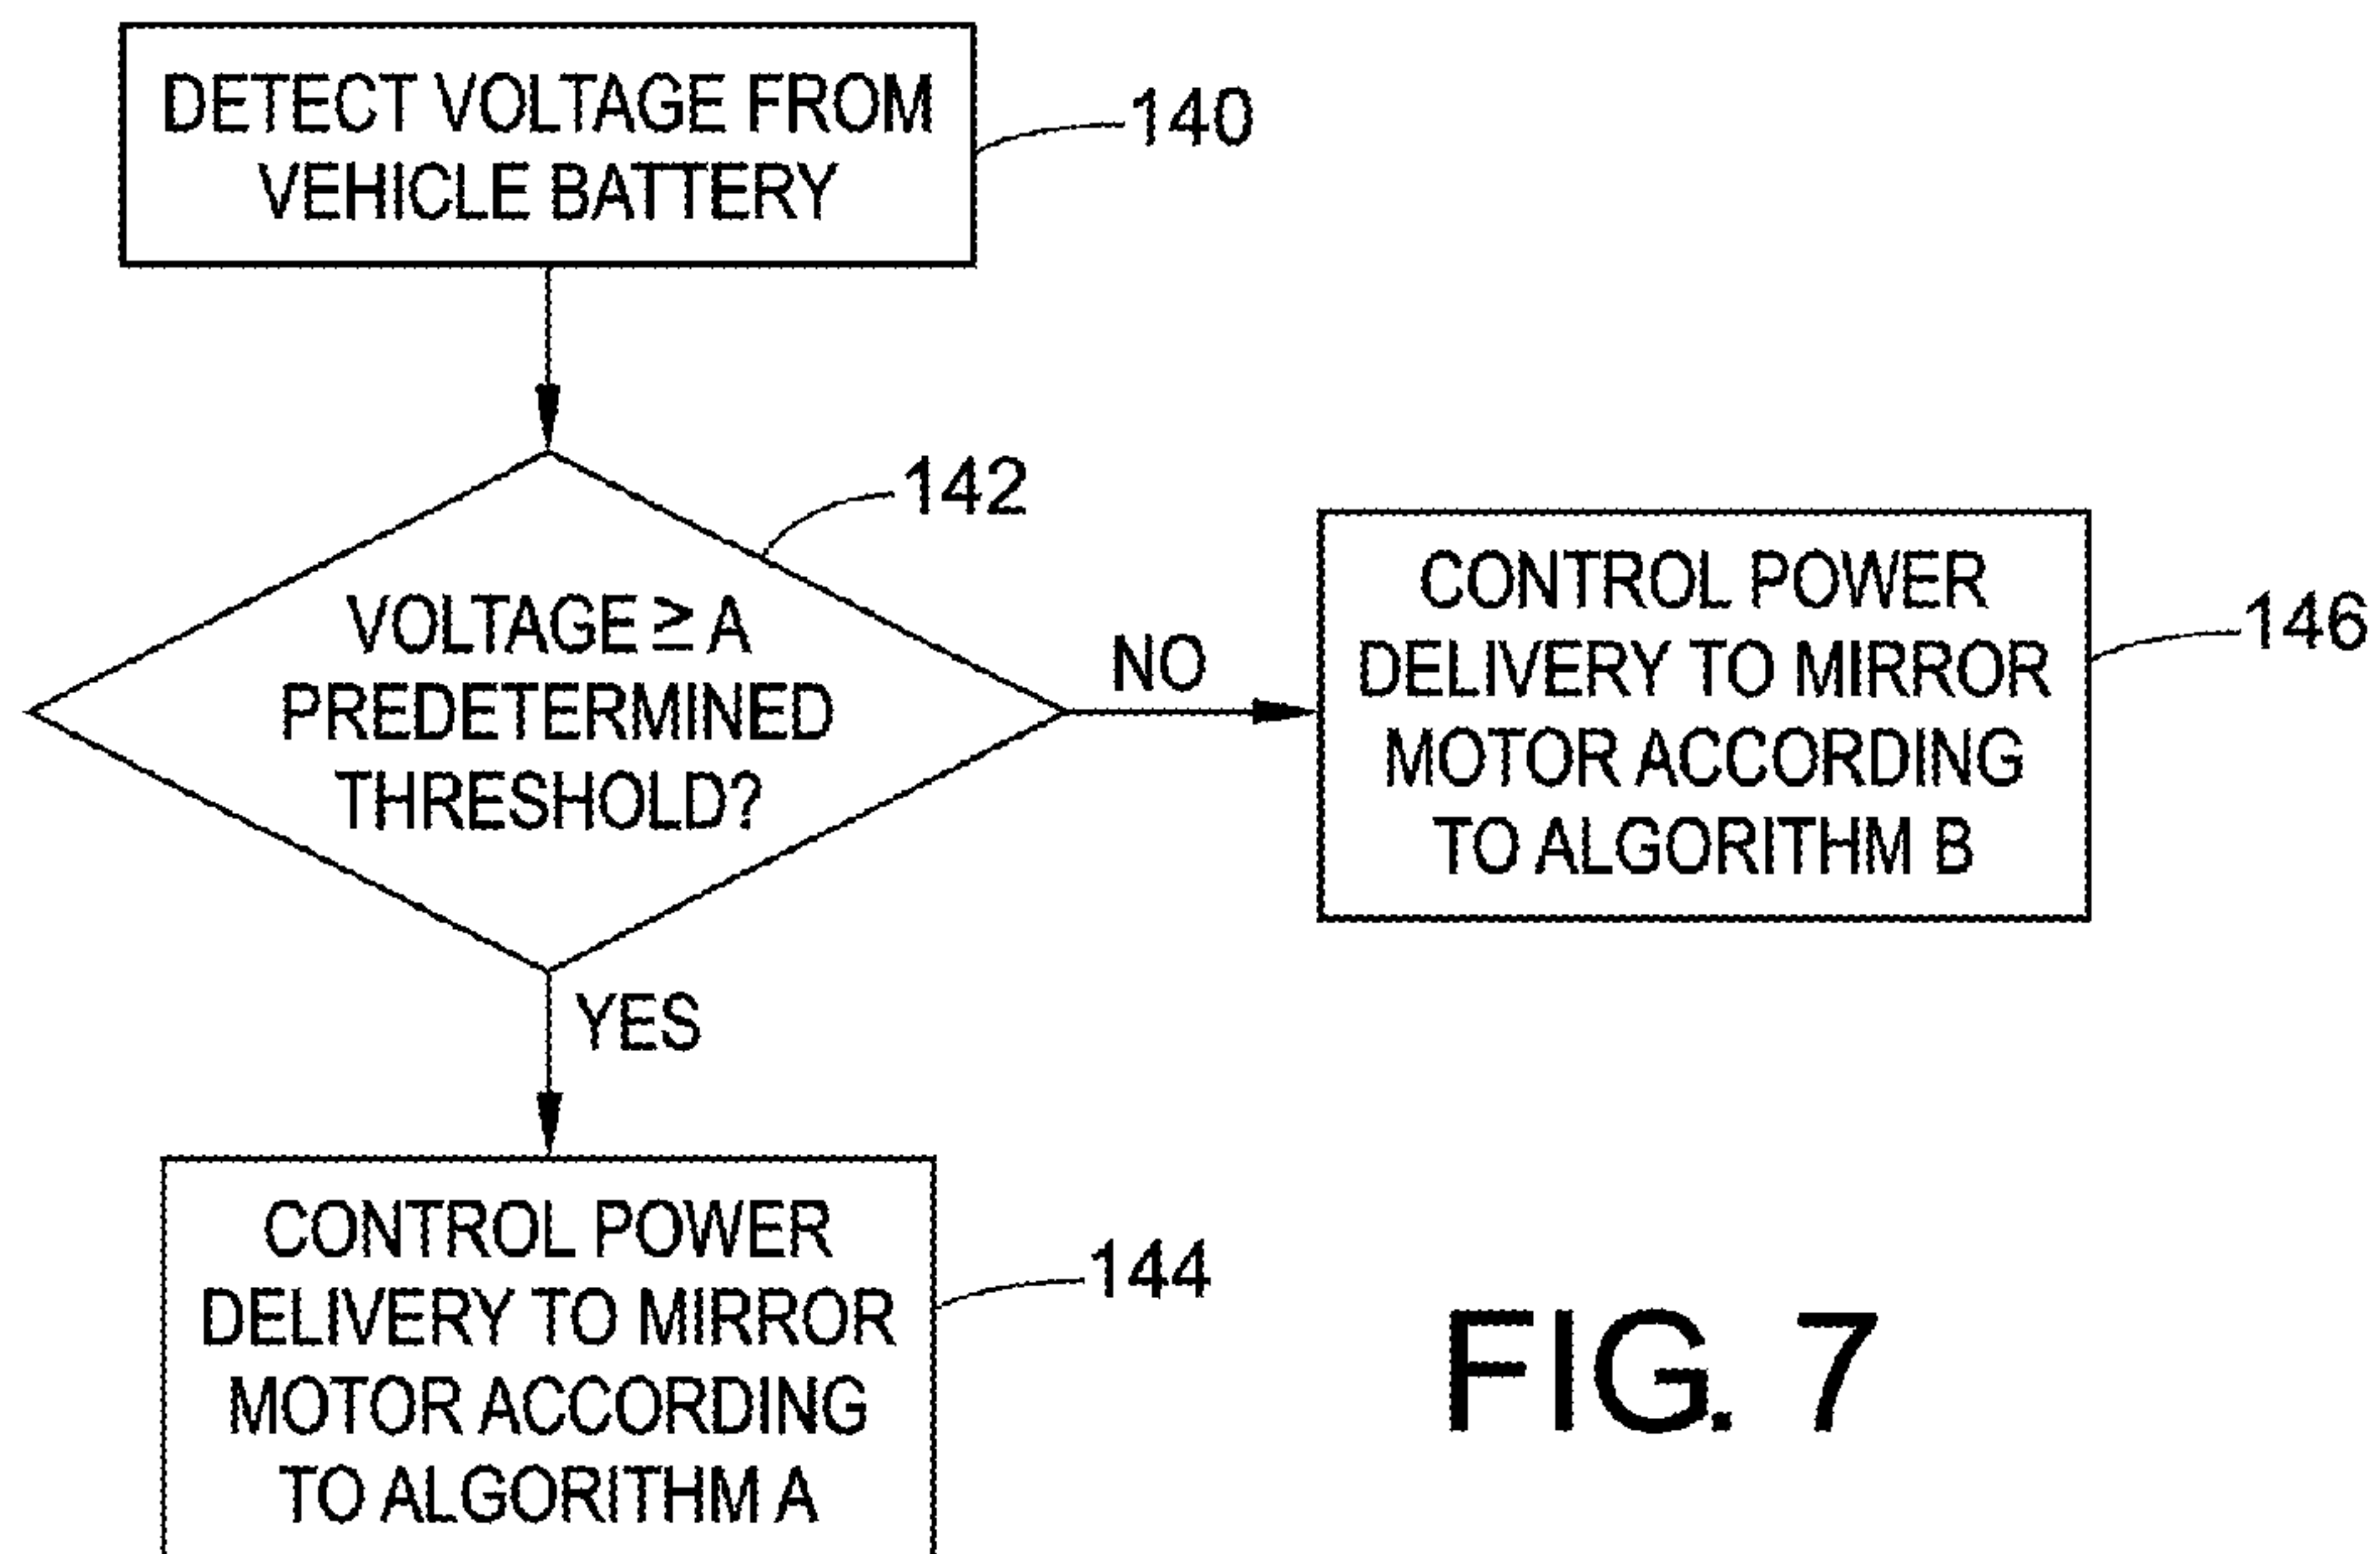 DETECT VOLTAGE FROM
VEHICLE BATTERY
140
142
VOLTAGE ≥ A
PREDETERMINED
THRESHOLD?
NO
CONTROL POWER
DELIVERY TO MIRROR
MOTOR ACCORDING
TO ALGORITHM B
146
YES
CONTROL POWER
DELIVERY TO MIRROR
MOTOR ACCORDING
TO ALGORITHM A
144
FIG. 7